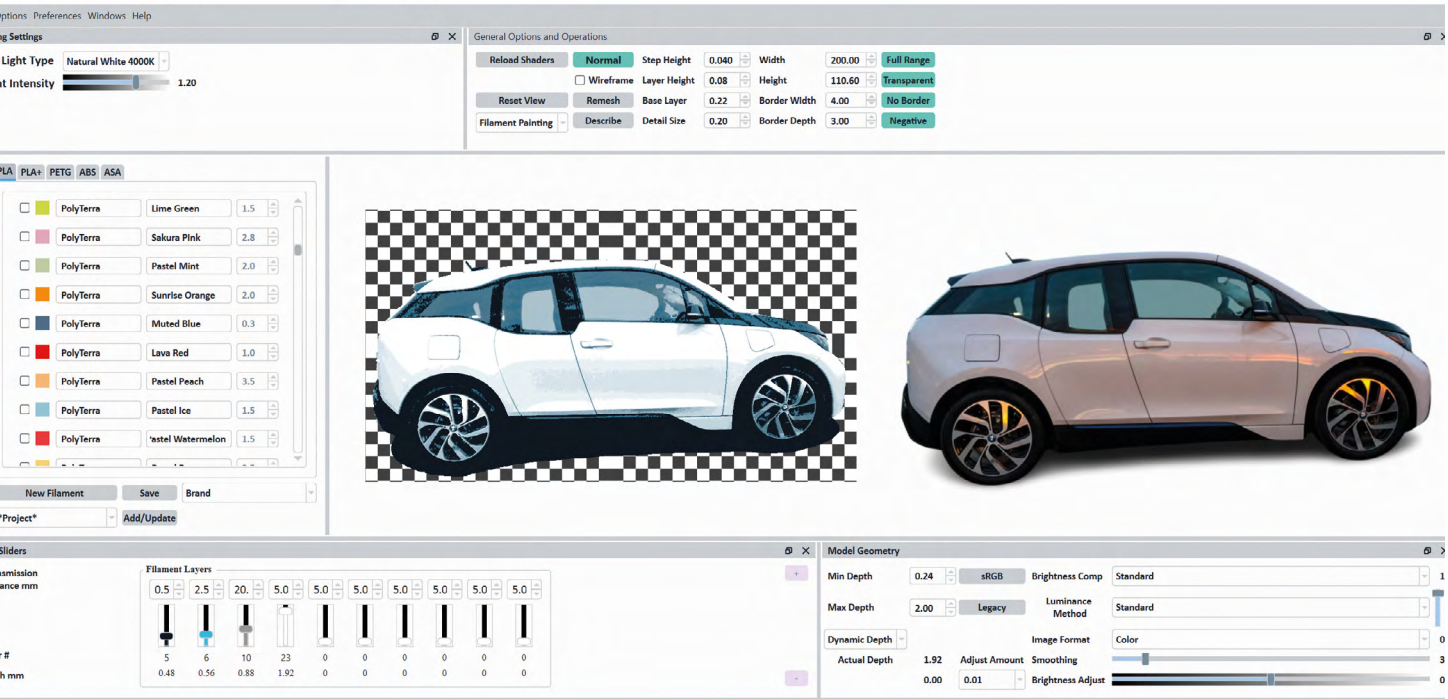 Options Preferences Windows Help
ng Settings
General Options and Operations
Light Type Natural White 4000K
nt Intensity 1.20
Reload Shaders Normal Step Height 0.040 Width 200.00 Full Range
Wireframe Layer Height 0.08 Height 110.60 Transparent
Reset View Remesh Base Layer 0.22 Border Width 4.00 No Border
Filament Painting Describe Detail Size 0.20 Border Depth 3.00 Negative
PLA PLA+ PETG ABS ASA
PolyTerra Lime Green 1.5
PolyTerra Sakura Pink 2.8
PolyTerra Pastel Mint 2.0
PolyTerra Sunrise Orange 2.0
PolyTerra Muted Blue 0.3
PolyTerra Lava Red 1.0
PolyTerra Pastel Peach 3.5
PolyTerra Pastel Ice 1.5
PolyTerra 'astel Watermelon 1.5
New Filament Save Brand
*Project* Add/Update
Sliders
nsmission
ance mm
r #
h mm
Filament Layers
0.5 2.5 20. 5.0 5.0 5.0 5.0 5.0 5.0 5.0
5 6 10 23 0 0 0 0 0 0
0.48 0.56 0.88 1.92 0 0 0 0 0 0
+
-
Model Geometry
Min Depth 0.24 sRGB Brightness Comp Standard 1
Max Depth 2.00 Legacy Luminance Method Standard
Dynamic Depth Image Format Color 0
Actual Depth 1.92 Adjust Amount Smoothing 3
0.00 0.01 Brightness Adjust 0